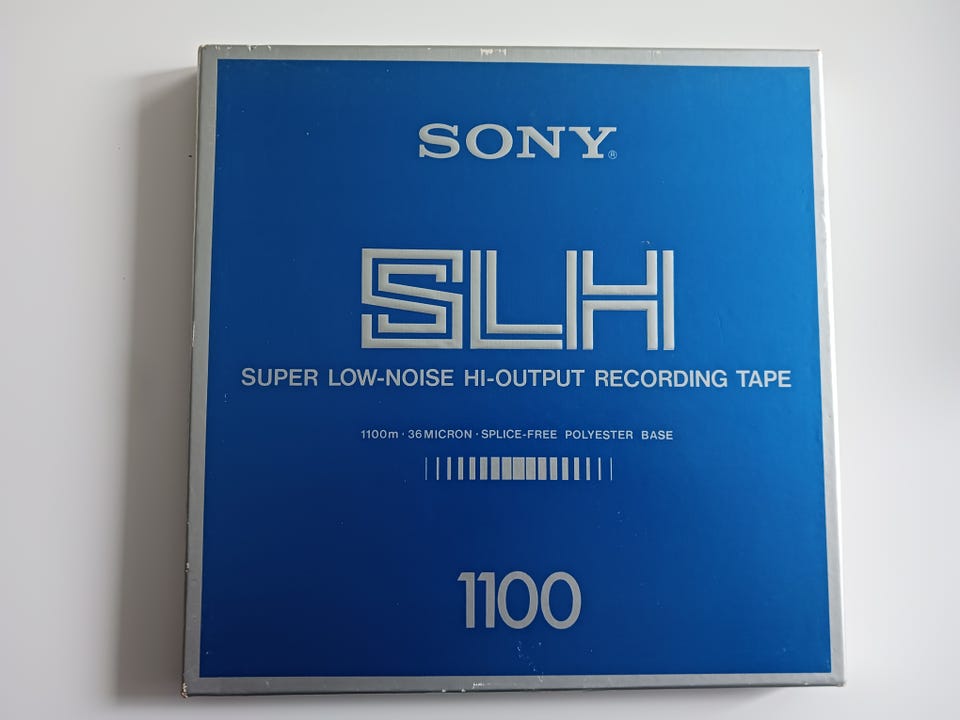 SONY®
SLH
SUPER LOW-NOISE HI-OUTPUT RECORDING TAPE
1100m · 36 MICRON · SPLICE-FREE POLYESTER BASE
1100